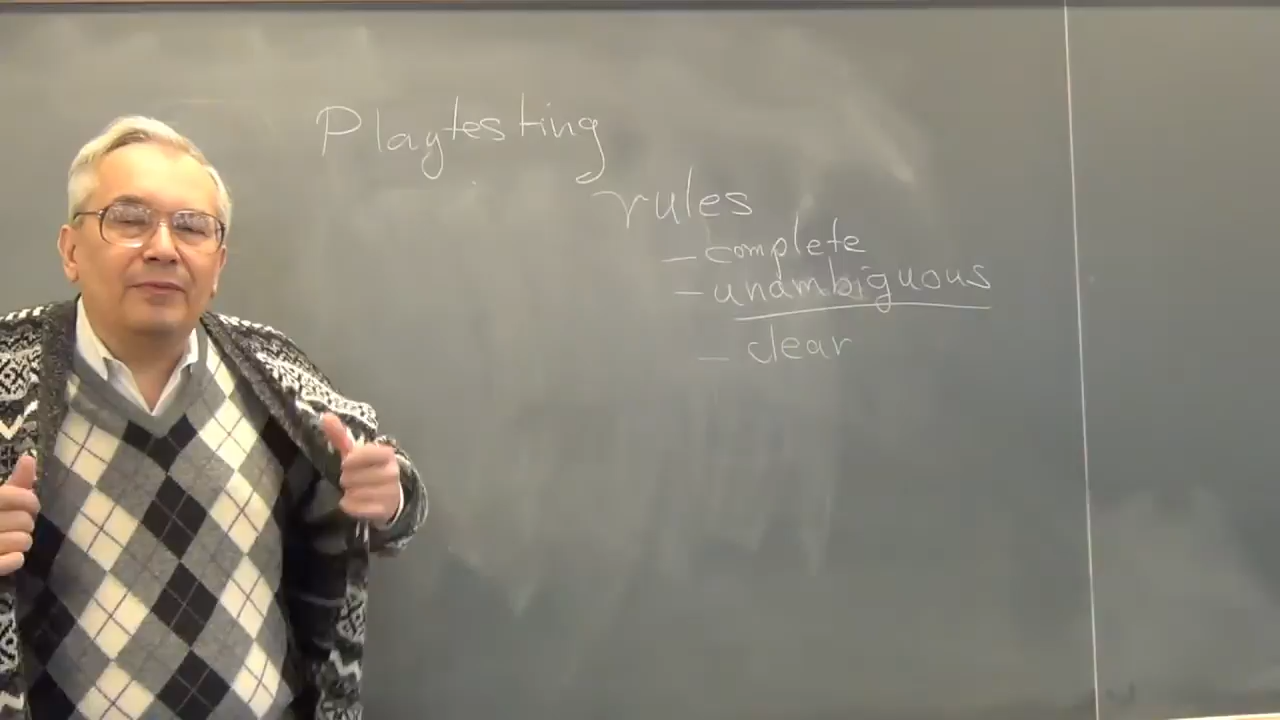 Playtesting
rules
- complete
- unambiguous
- clear